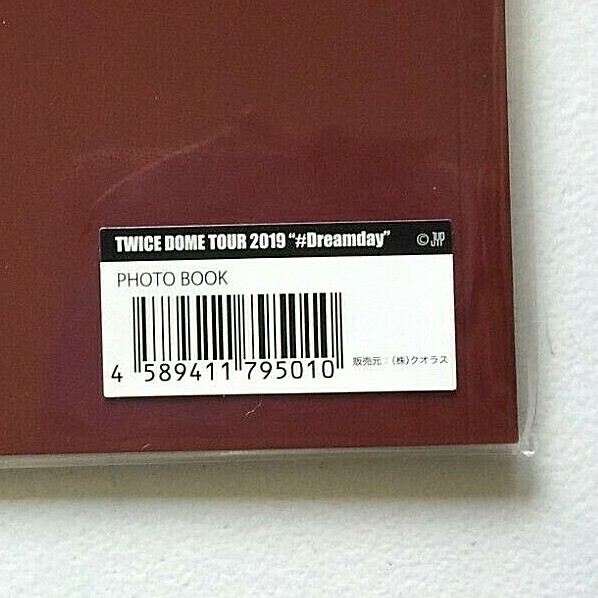 TWICE DOME TOUR 2019 “#Dreamday” © JYP
PHOTO BOOK
4 589411 795010
販売元：(株)クオラス